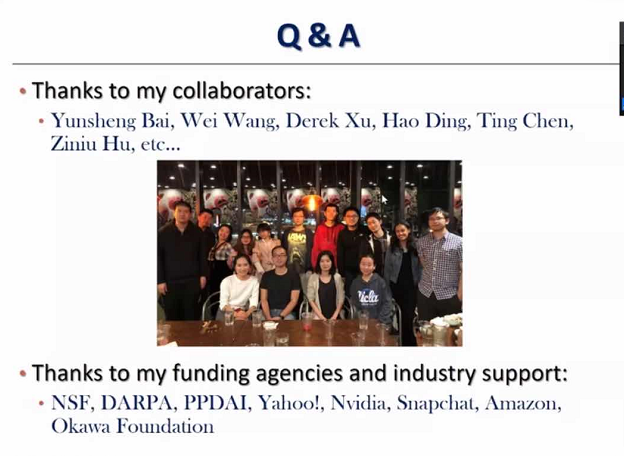 Q & A
• Thanks to my collaborators:
• Yunsheng Bai, Wei Wang, Derek Xu, Hao Ding, Ting Chen,
Ziniu Hu, etc...
Ucla
• Thanks to my funding agencies and industry support:
• NSF, DARPA, PPDAI, Yahoo!, Nvidia, Snapchat, Amazon,
Okawa Foundation